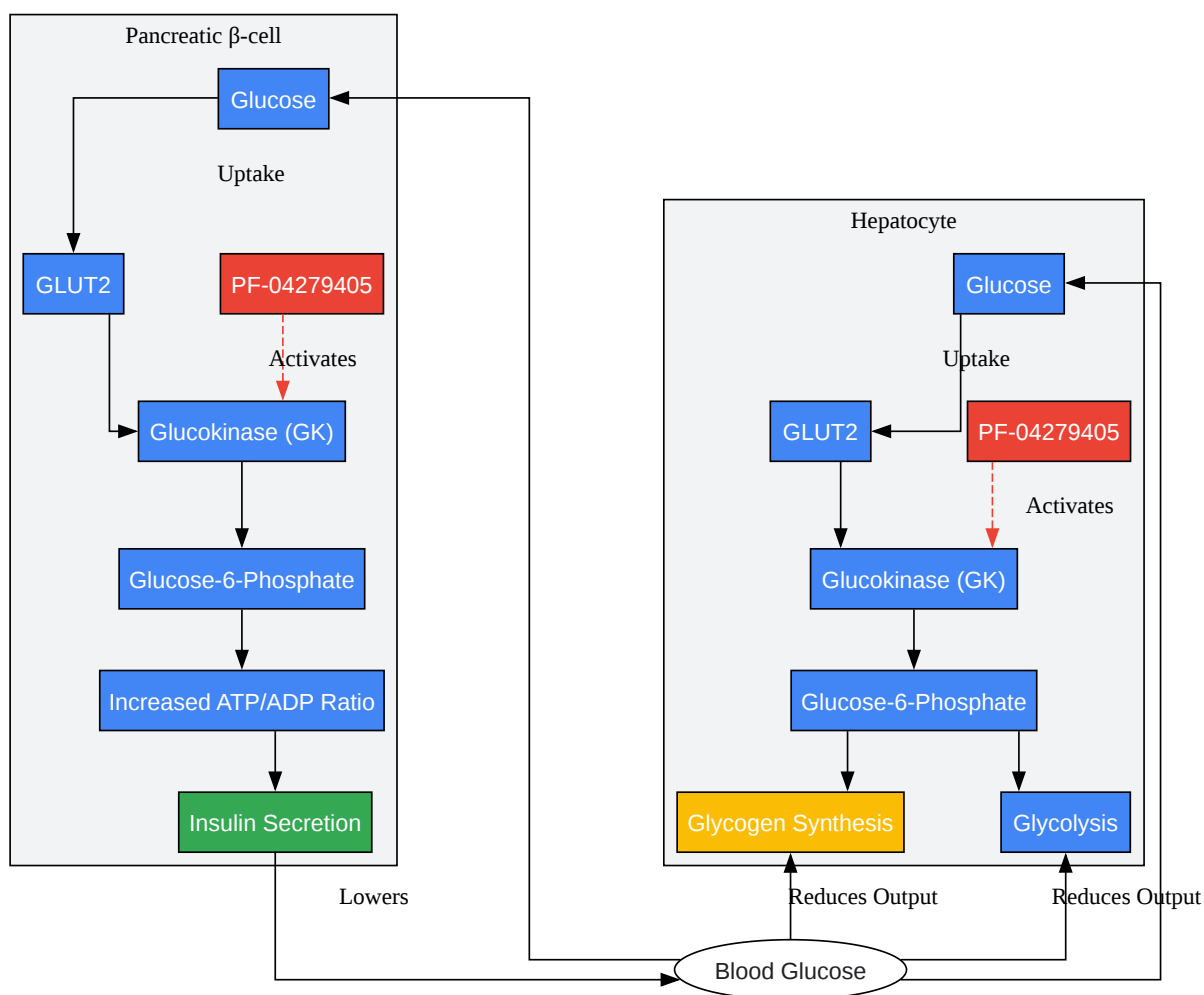 Pancreatic β-cell
Glucose
Uptake
GLUT2
PF-04279405
Activates
Glucokinase (GK)
Glucose-6-Phosphate
Increased ATP/ADP Ratio
Insulin Secretion
Lowers
Hepatocyte
Glucose
Uptake
GLUT2
PF-04279405
Activates
Glucokinase (GK)
Glucose-6-Phosphate
Glycogen Synthesis
Glycolysis
Reduces Output
Reduces Output
Blood Glucose